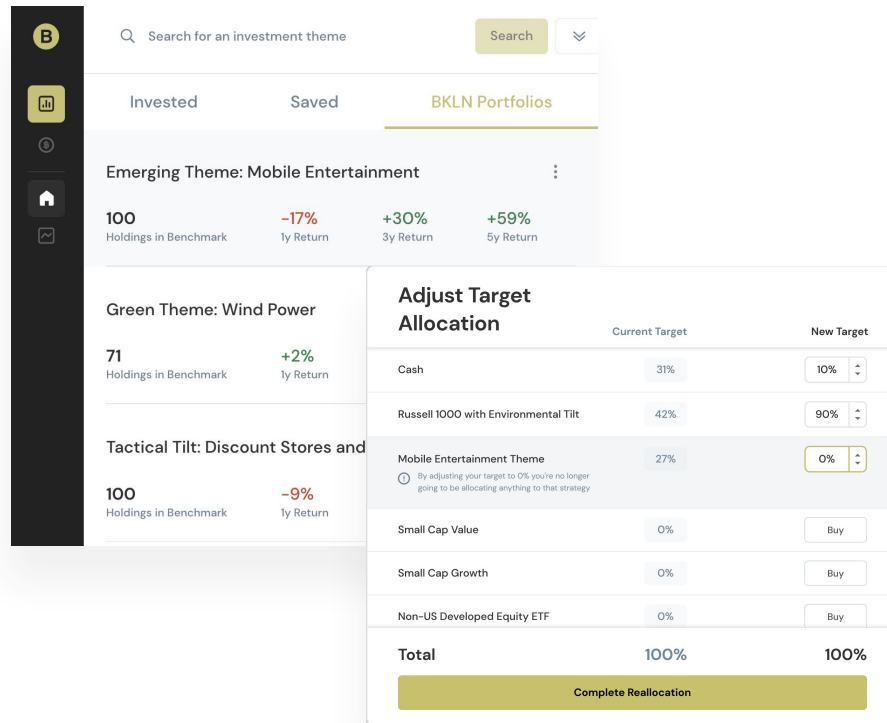 B
Search for an investment theme
Search
Invested Saved BKLN Portfolios
Emerging Theme: Mobile Entertainment
100 -17% +30% +59%
Holdings in Benchmark 1y Return 3y Return 5y Return
Green Theme: Wind Power
71 +2%
Holdings in Benchmark 1y Return
Tactical Tilt: Discount Stores and
100 -9%
Holdings in Benchmark 1y Return
Adjust Target
Allocation
Current Target New Target
Cash 31% 10%
Russell 1000 with Environmental Tilt 42% 90%
Mobile Entertainment Theme 27% 0%
By adjusting your target to 0% you're no longer
going to be allocating anything to that strategy
Small Cap Value 0% Buy
Small Cap Growth 0% Buy
Non-US Developed Equity ETF 0% Buy
Total 100% 100%
Complete Reallocation